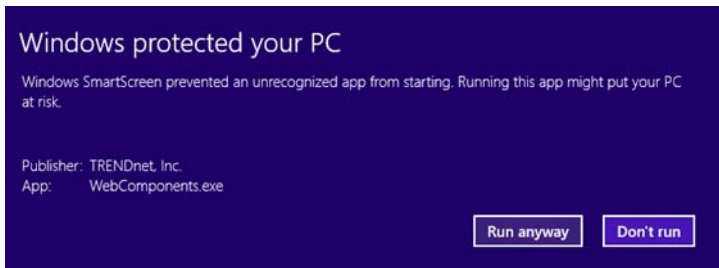 Windows protected your PC
Windows SmartScreen prevented an unrecognized app from starting. Running this app might put your PC
at risk.
Publisher: TRENDnet, Inc.
App: WebComponents.exe
Run anyway Don't run